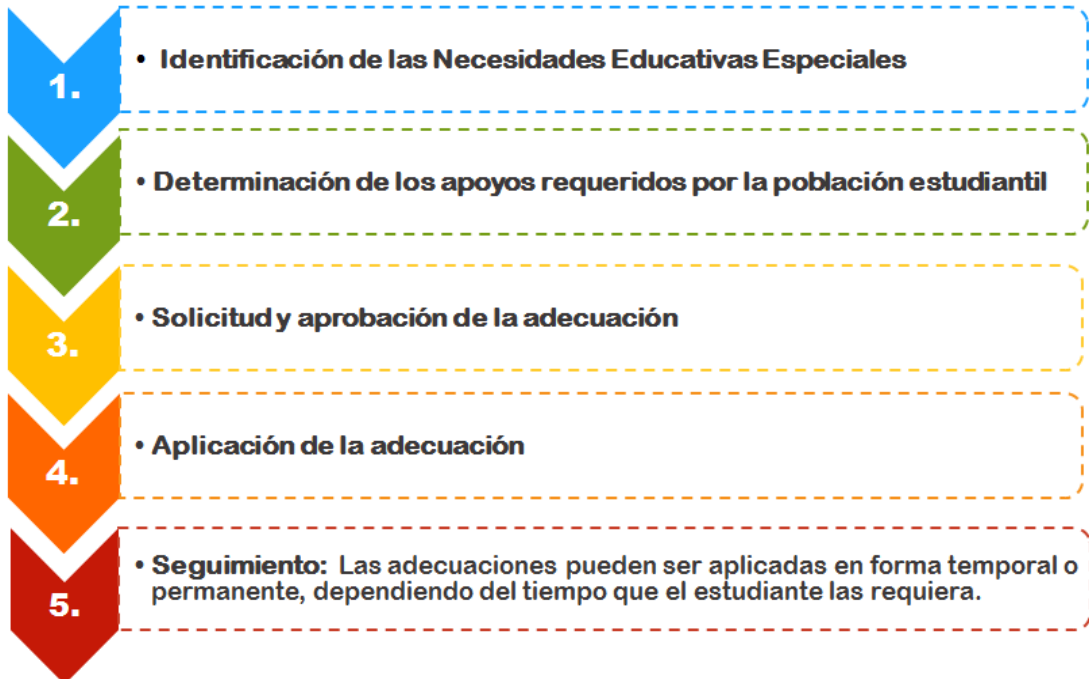 1.
• Identificación de las Necesidades Educativas Especiales
2.
• Determinación de los apoyos requeridos por la población estudiantil
3.
• Solicitud y aprobación de la adecuación
4.
• Aplicación de la adecuación
5.
• Seguimiento: Las adecuaciones pueden ser aplicadas en forma temporal o
permanente, dependiendo del tiempo que el estudiante las requiera.